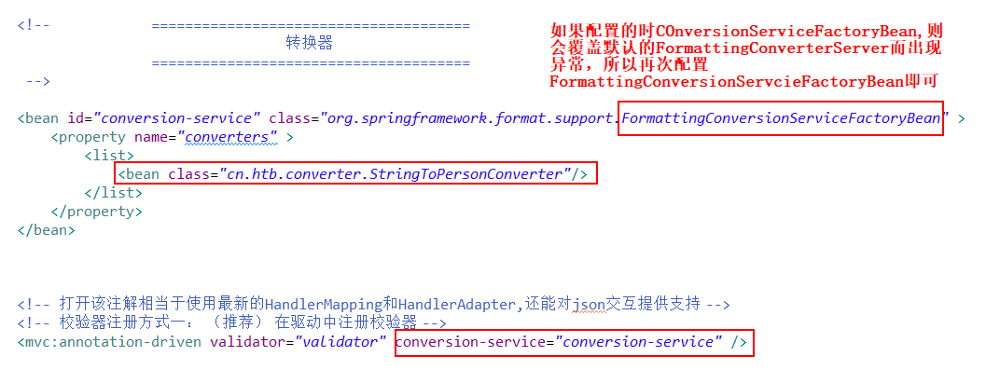 <!-- ======================================
转换器
======================================
-->
如果配置的时COnversionServiceFactoryBean,则
会覆盖默认的FormattingConverterServer而出现
异常，所以再次配置
FormattingConversionServcieFactoryBean即可
<bean id="conversion-service" class="org.springframework.format.support.FormattingConversionServiceFactoryBean" >
<property name="converters" >
<list>
<bean class="cn.htb.converter.StringToPersonConverter"/>
</list>
</property>
</bean>
<!-- 打开该注解相当于使用最新的HandlerMapping和HandlerAdapter,还能对json交互提供支持 -->
<!-- 校验器注册方式一： （推荐） 在驱动中注册校验器 -->
<mvc:annotation-driven validator="validator" conversion-service="conversion-service" />